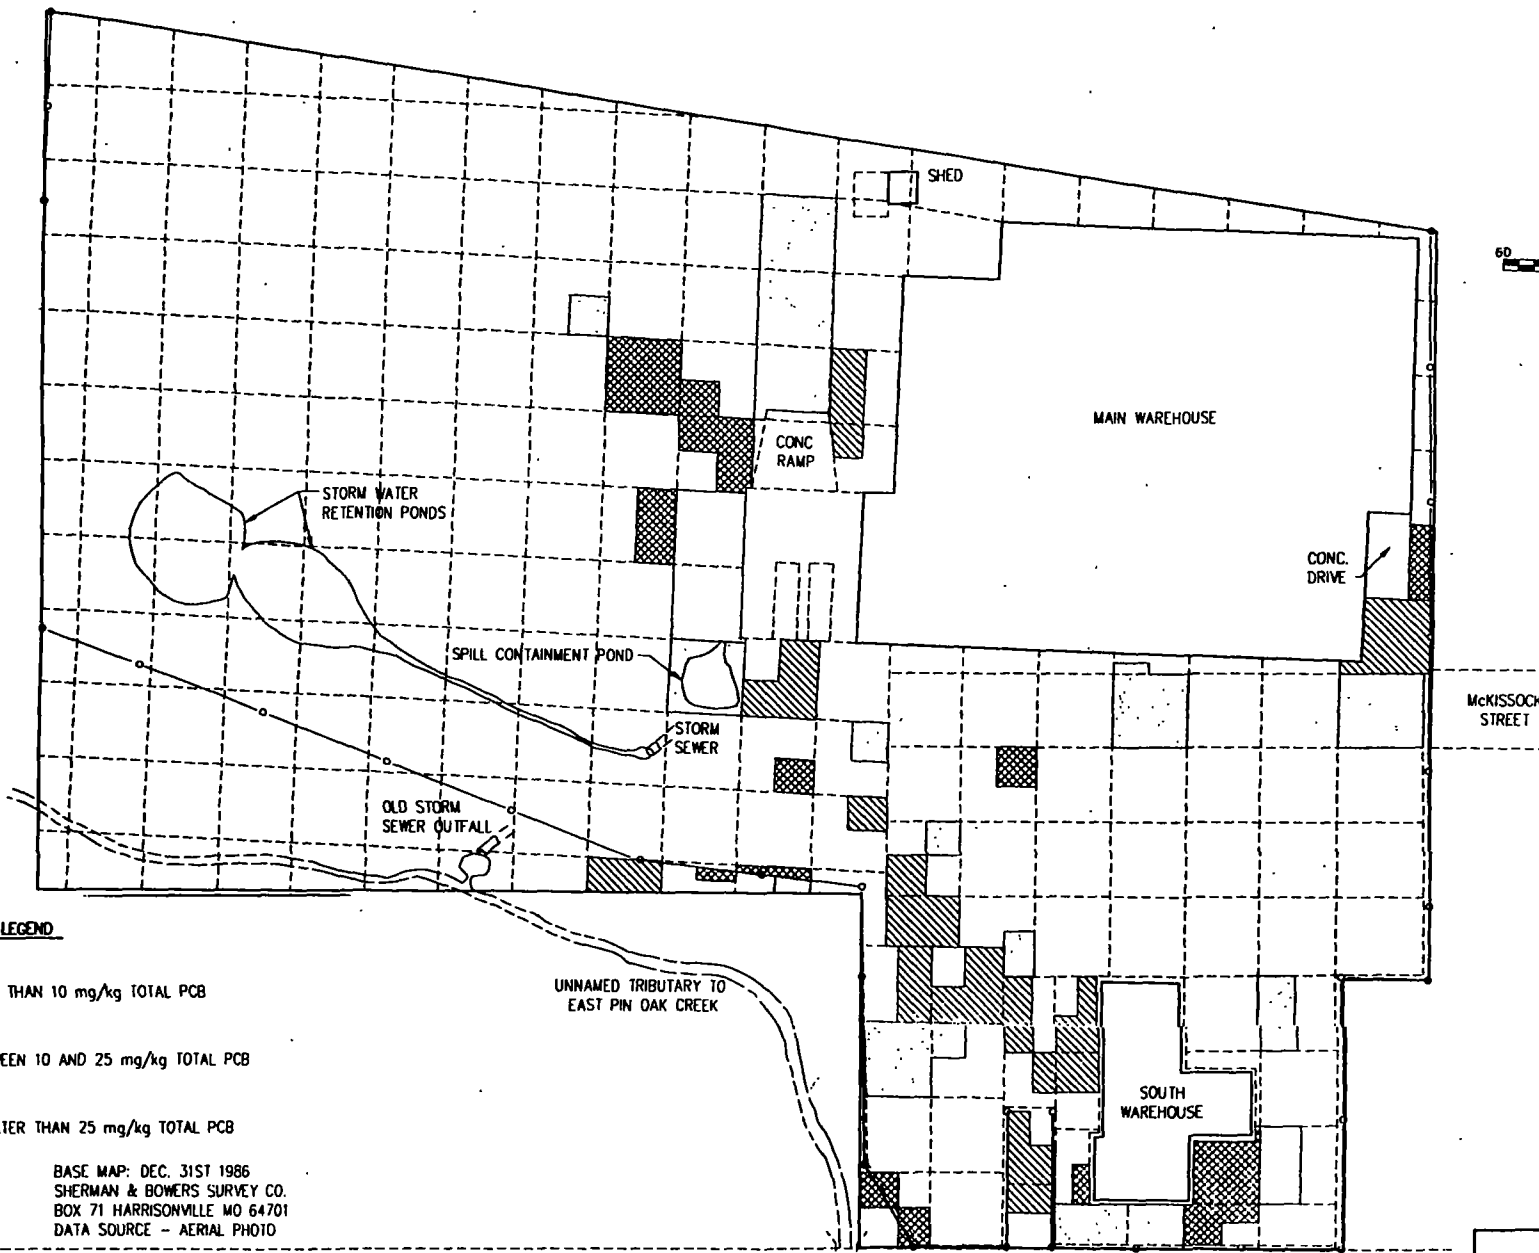 SHED
60
MAIN WAREHOUSE
CONC
RAMP
STORM WATER
RETENTION PONDS
CONC.
DRIVE
SPILL CONTAINMENT POND
McKISSOCK
STREET
STORM
SEWER
OLD STORM
SEWER OUTFALL
LEGEND
THAN 10 mg/kg TOTAL PCB
UNNAMED TRIBUTARY TO
EAST PIN OAK CREEK
EEN 10 AND 25 mg/kg TOTAL PCB
SOUTH
WAREHOUSE
TER THAN 25 mg/kg TOTAL PCB
BASE MAP: DEC. 31ST 1986
SHERMAN & BOWERS SURVEY CO.
BOX 71 HARRISONVILLE MO 64701
DATA SOURCE - AERIAL PHOTO